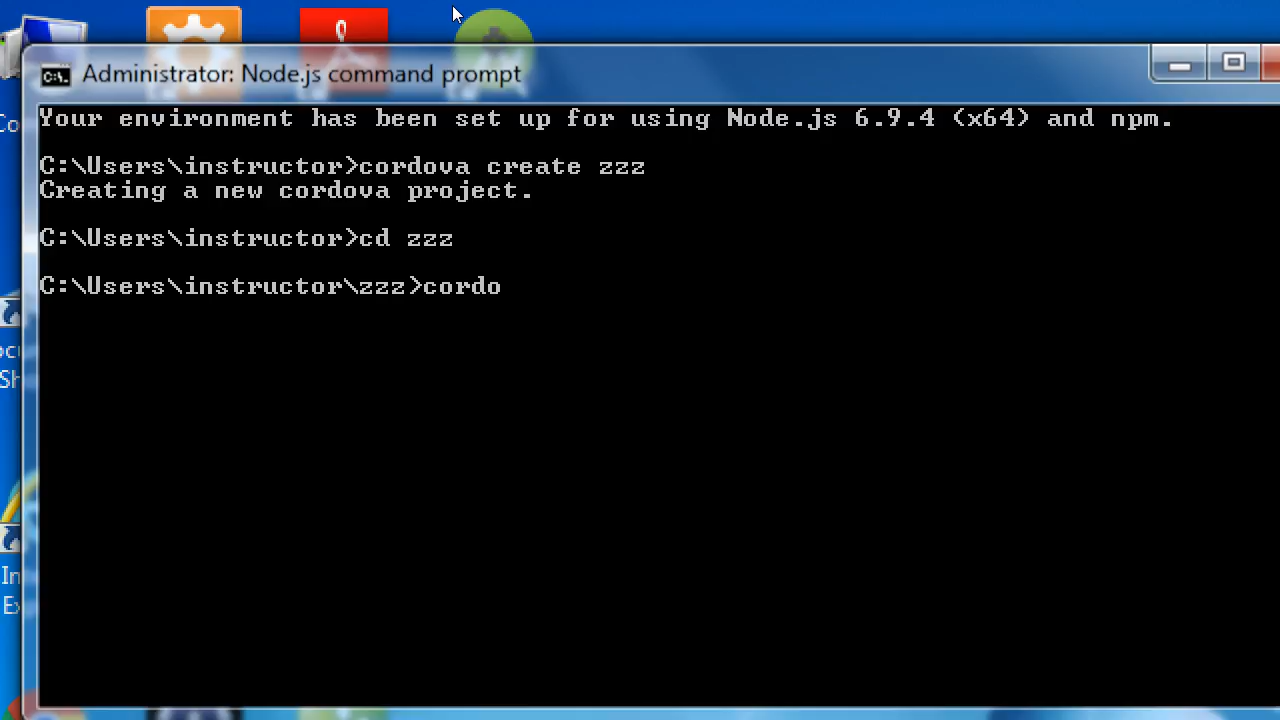 Administrator: Node.js command prompt
Your environment has been set up for using Node.js 6.9.4 (x64) and npm.
C:\Users\instructor>cordova create zzz
Creating a new cordova project.
C:\Users\instructor>cd zzz
C:\Users\instructor\zzz>cordo